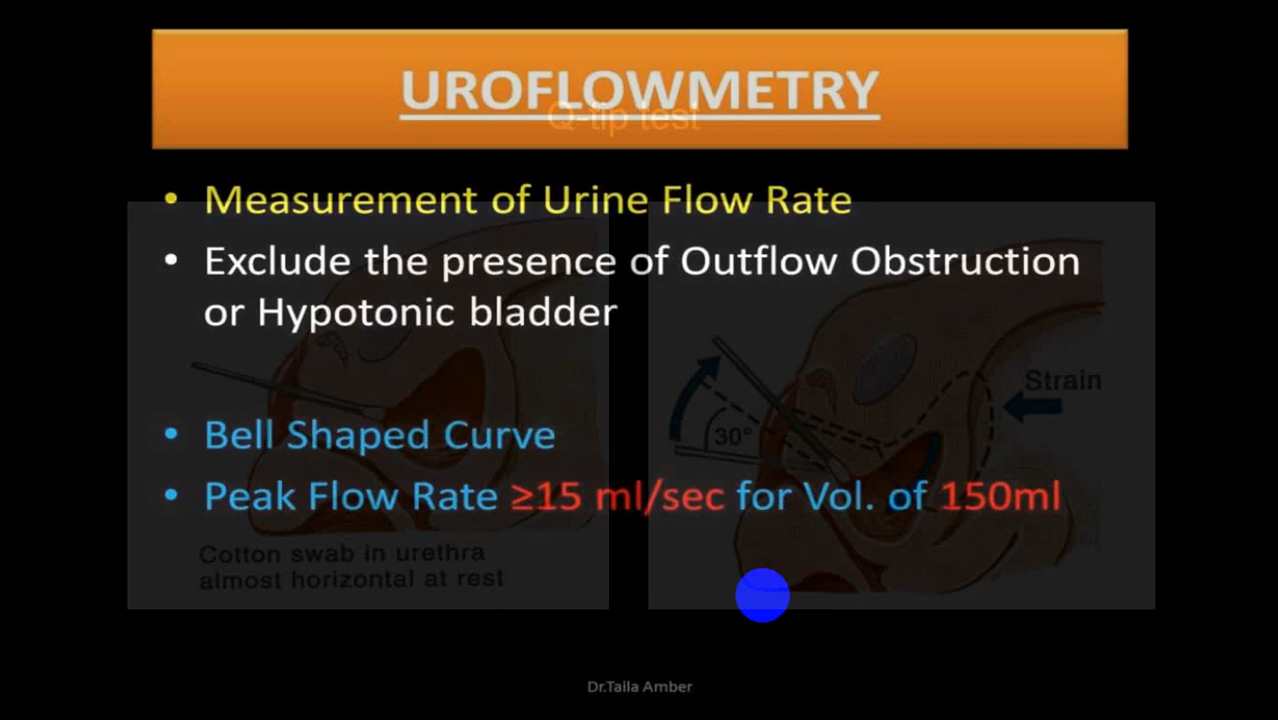 UROFLOWMETRY
Q-tip test
• Measurement of Urine Flow Rate
• Exclude the presence of Outflow Obstruction
or Hypotonic bladder
Strain
30°
• Bell Shaped Curve
• Peak Flow Rate ≥15 ml/sec for Vol. of 150ml
Cotton swab in urethra
almost horizontal at rest
Dr.Taila Amber